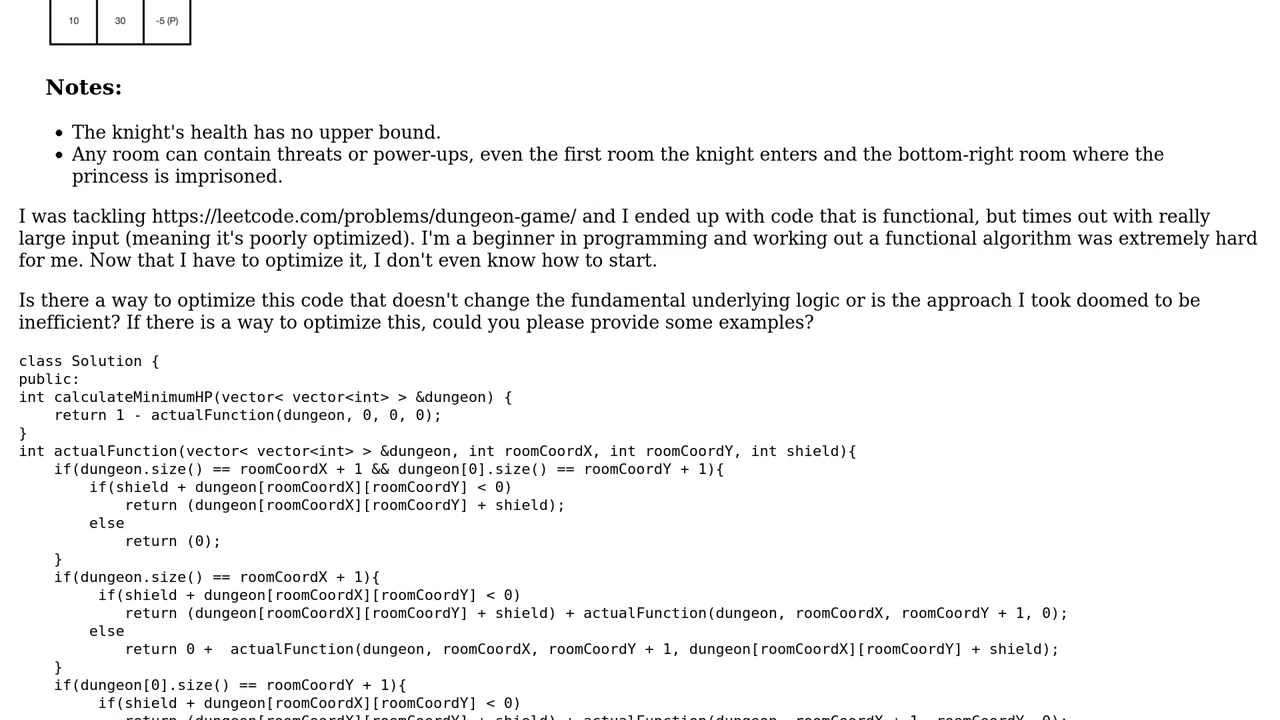 10 30 -5 (P)
Notes:
• The knight's health has no upper bound.
• Any room can contain threats or power-ups, even the first room the knight enters and the bottom-right room where the
princess is imprisoned.
I was tackling https://leetcode.com/problems/dungeon-game/ and I ended up with code that is functional, but times out with really
large input (meaning it's poorly optimized). I'm a beginner in programming and working out a functional algorithm was extremely hard
for me. Now that I have to optimize it, I don't even know how to start.
Is there a way to optimize this code that doesn't change the fundamental underlying logic or is the approach I took doomed to be
inefficient? If there is a way to optimize this, could you please provide some examples?
class Solution {
public:
int calculateMinimumHP(vector< vector<int> > &dungeon) {
    return 1 - actualFunction(dungeon, 0, 0, 0);
}
int actualFunction(vector< vector<int> > &dungeon, int roomCoordX, int roomCoordY, int shield){
    if(dungeon.size() == roomCoordX + 1 && dungeon[0].size() == roomCoordY + 1){
        if(shield + dungeon[roomCoordX][roomCoordY] < 0)
            return (dungeon[roomCoordX][roomCoordY] + shield);
        else
            return (0);
    }
    if(dungeon.size() == roomCoordX + 1){
         if(shield + dungeon[roomCoordX][roomCoordY] < 0)
            return (dungeon[roomCoordX][roomCoordY] + shield) + actualFunction(dungeon, roomCoordX, roomCoordY + 1, 0);
        else
            return 0 +  actualFunction(dungeon, roomCoordX, roomCoordY + 1, dungeon[roomCoordX][roomCoordY] + shield);
    }
    if(dungeon[0].size() == roomCoordY + 1){
         if(shield + dungeon[roomCoordX][roomCoordY] < 0)
            return (dungeon[roomCoordX][roomCoordY] + shield) + actualFunction(dungeon, roomCoordX + 1, roomCoordY, 0);